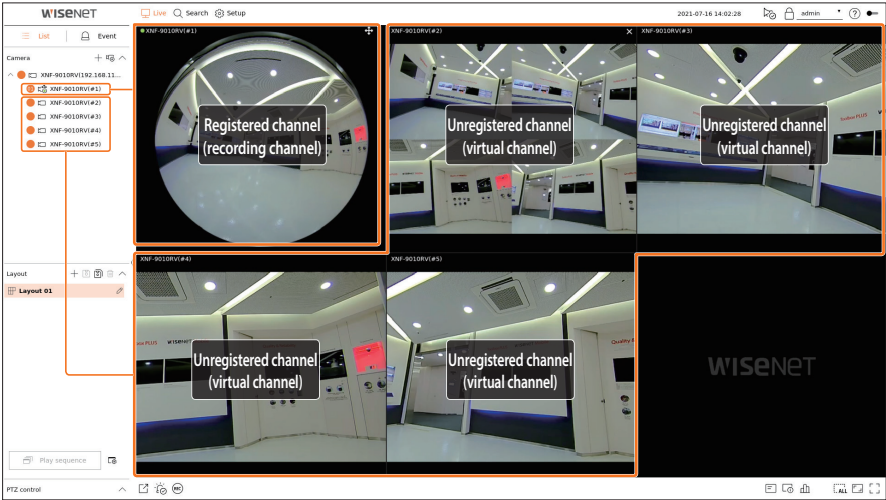 WISENET
Live
Search
Setup
2021-07-16 14:02:28
admin
List
Event
Camera
XNF-9010RV(192.168.11...
XNF-9010RV(#1)
XNF-9010RV(#2)
XNF-9010RV(#3)
XNF-9010RV(#4)
XNF-9010RV(#5)
XNF-9010RV(#1)
Registered channel
(recording channel)
XNF-9010RV(#2)
Unregistered channel
(virtual channel)
XNF-9010RV(#3)
Unregistered channel
(virtual channel)
XNF-9010RV(#4)
WISENET
Unregistered channel
(virtual channel)
XNF-9010RV(#5)
Quality
Unregistered channel
(virtual channel)
WISENET
Layout
Layout 01
Play sequence
PTZ control
REC
ALL